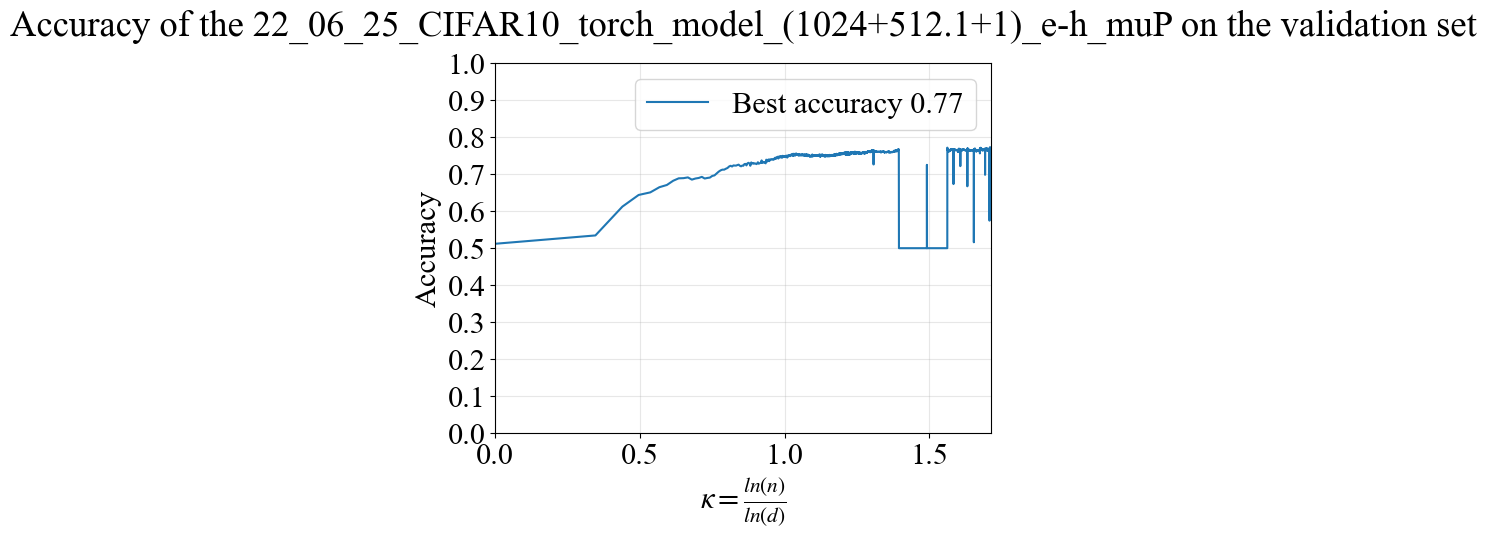 Accuracy of the 22_06_25_CIFAR10_torch_model_(1024+512.1+1)_e-h_muP on the validation set
1.0
0.9
0.8
0.7
0.6
0.5
0.4
0.3
0.2
0.1
0.0
Accuracy
Best accuracy 0.77
0.0 0.5 1.0 1.5
κ = ln(n) / ln(d)